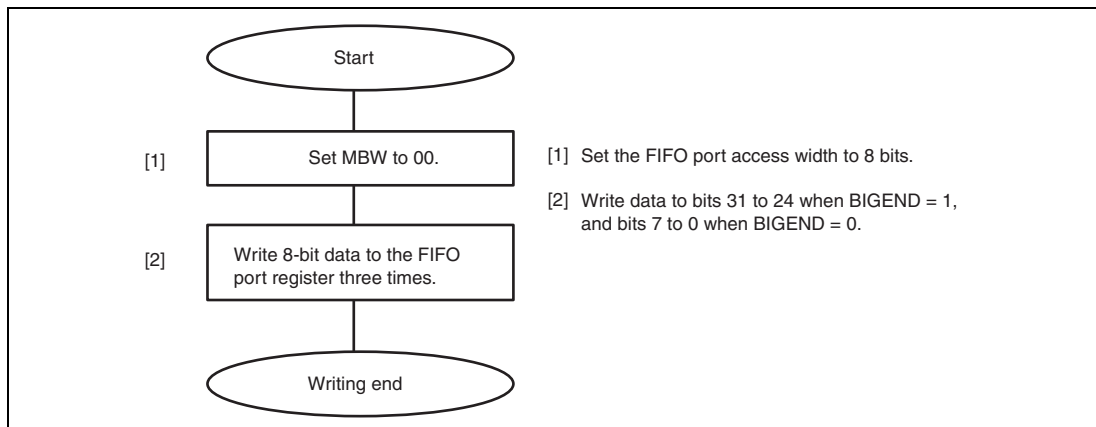 Start
[1]
Set MBW to 00.
[1] Set the FIFO port access width to 8 bits.
[2] Write data to bits 31 to 24 when BIGEND = 1,
and bits 7 to 0 when BIGEND = 0.
[2]
Write 8-bit data to the FIFO
port register three times.
Writing end